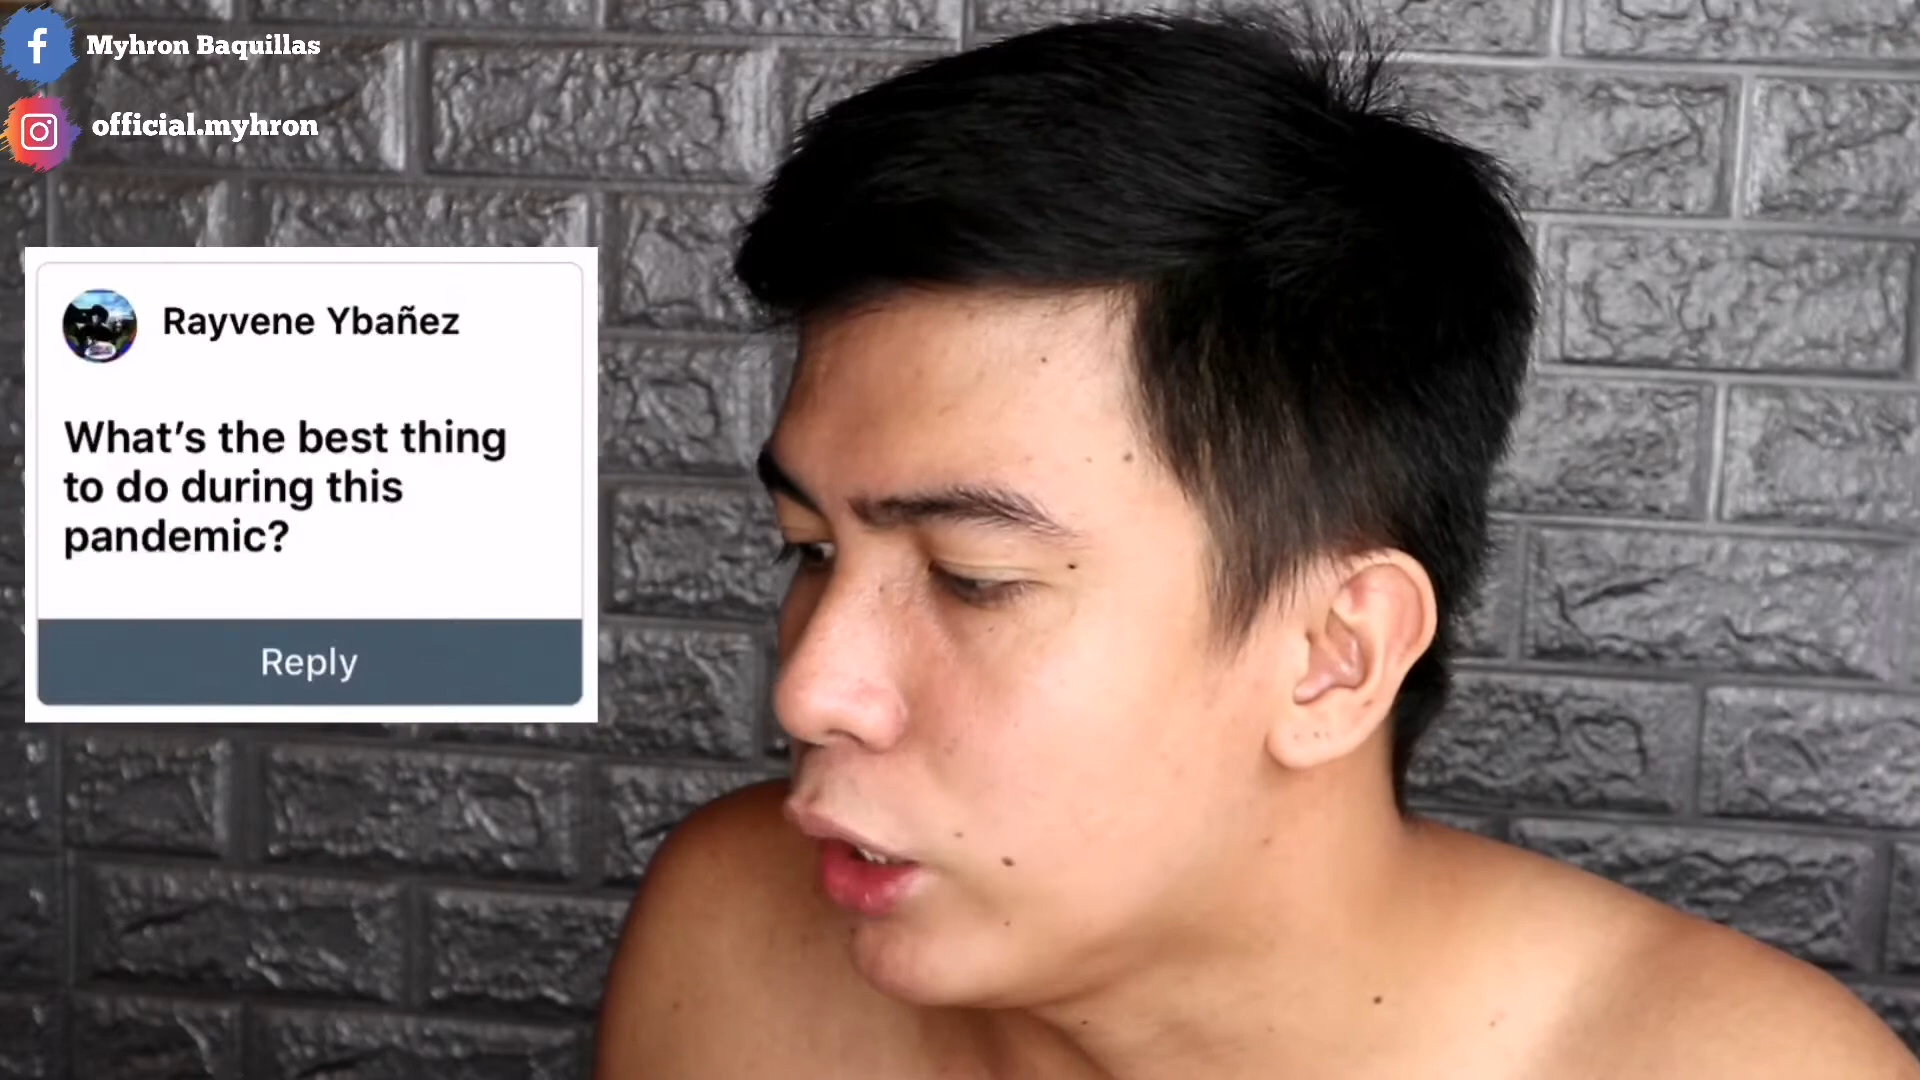 Myhron Baquillas
official.myhron
Rayvene Ybañez
What’s the best thing
to do during this
pandemic?
Reply